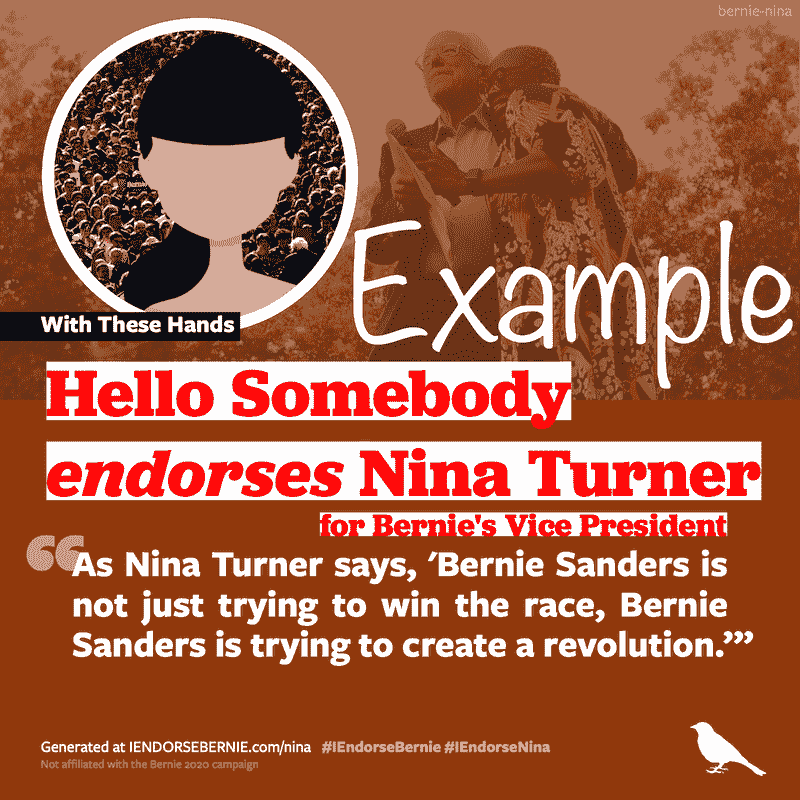 bernie-nina
Example
With These Hands
Hello Somebody
endorses Nina Turner
for Bernie's Vice President
“As Nina Turner says, ‘Bernie Sanders is
not just trying to win the race, Bernie
Sanders is trying to create a revolution.’”
Generated at IENDORSEBERNIE.com/nina #IEndorseBernie #IEndorseNina
Not affiliated with the Bernie 2020 campaign